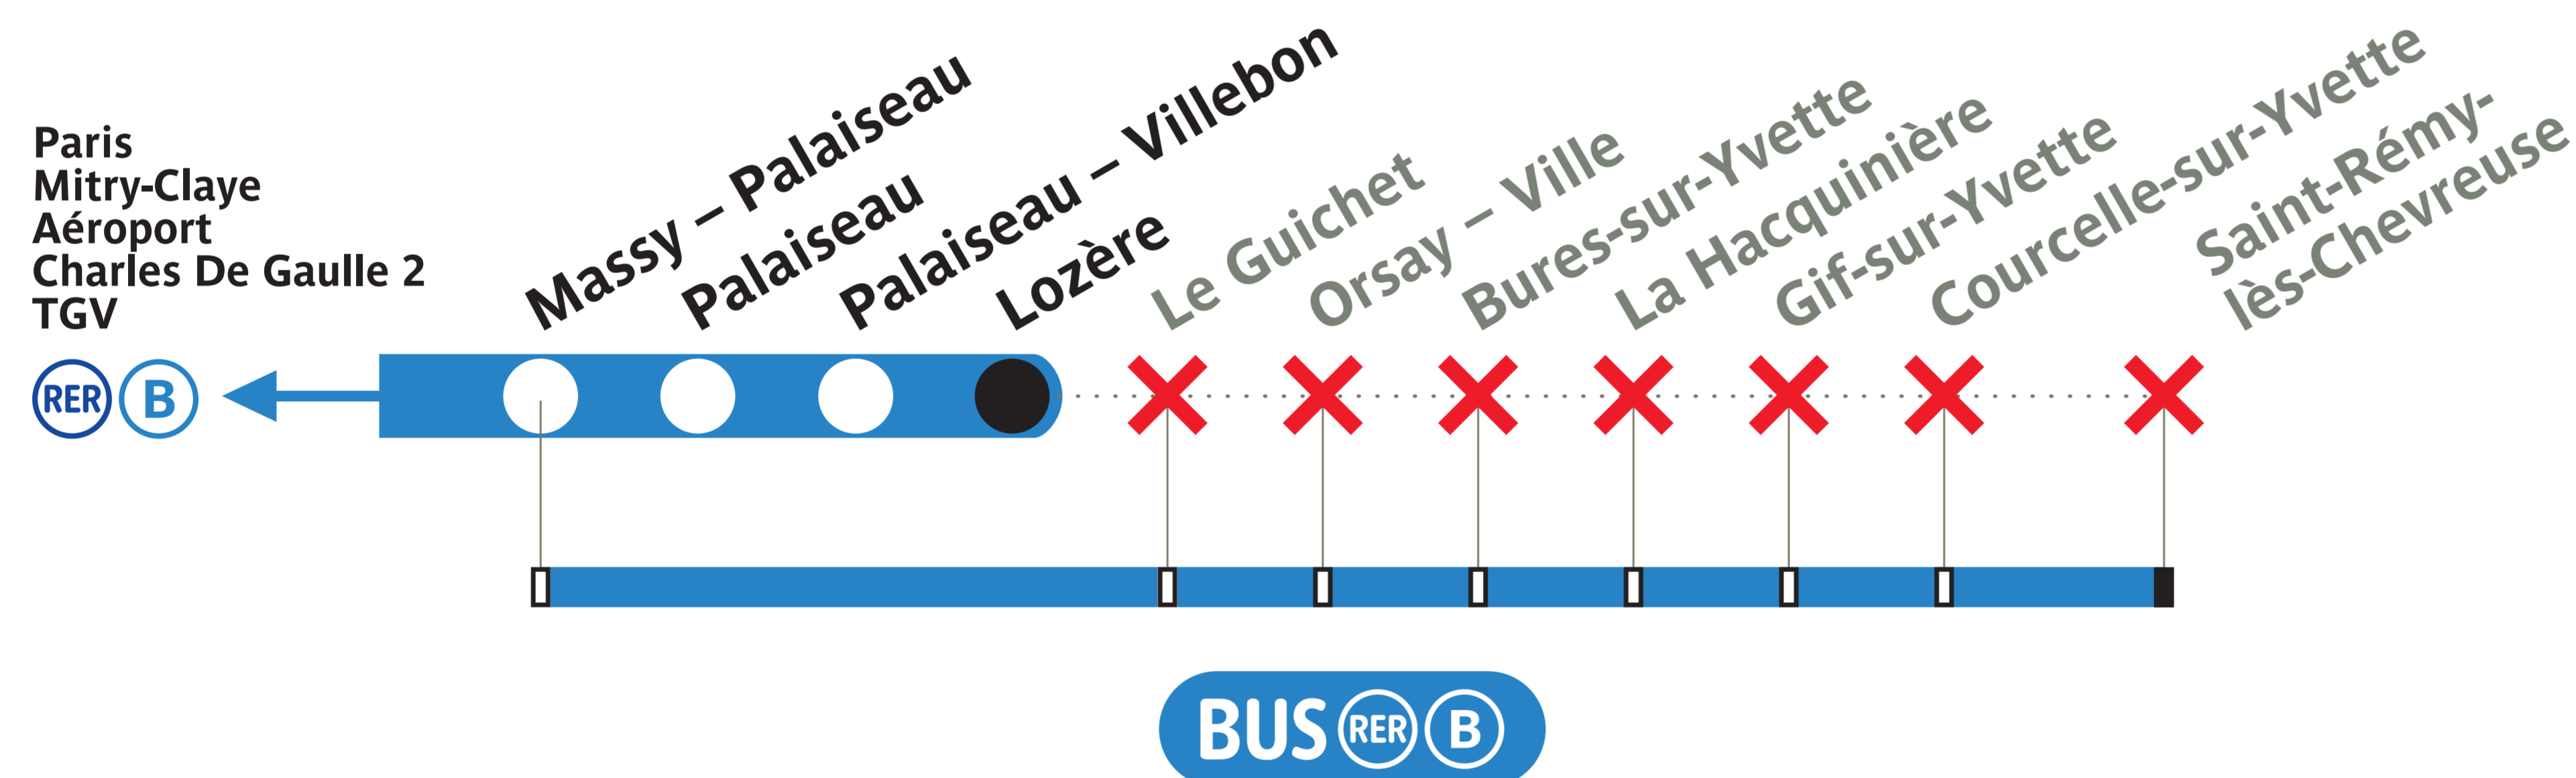 Paris
Mitry-Claye
Aéroport
Charles De Gaulle 2
TGV
RER B
Massy – Palaiseau
Palaiseau
Palaiseau – Villebon
Lozère
Le Guichet
Orsay – Ville
Bures-sur-Yvette
La Hacquinière
Gif-sur-Yvette
Courcelle-sur-Yvette
Saint-Rémy-
lès-Chevreuse
BUS RER B